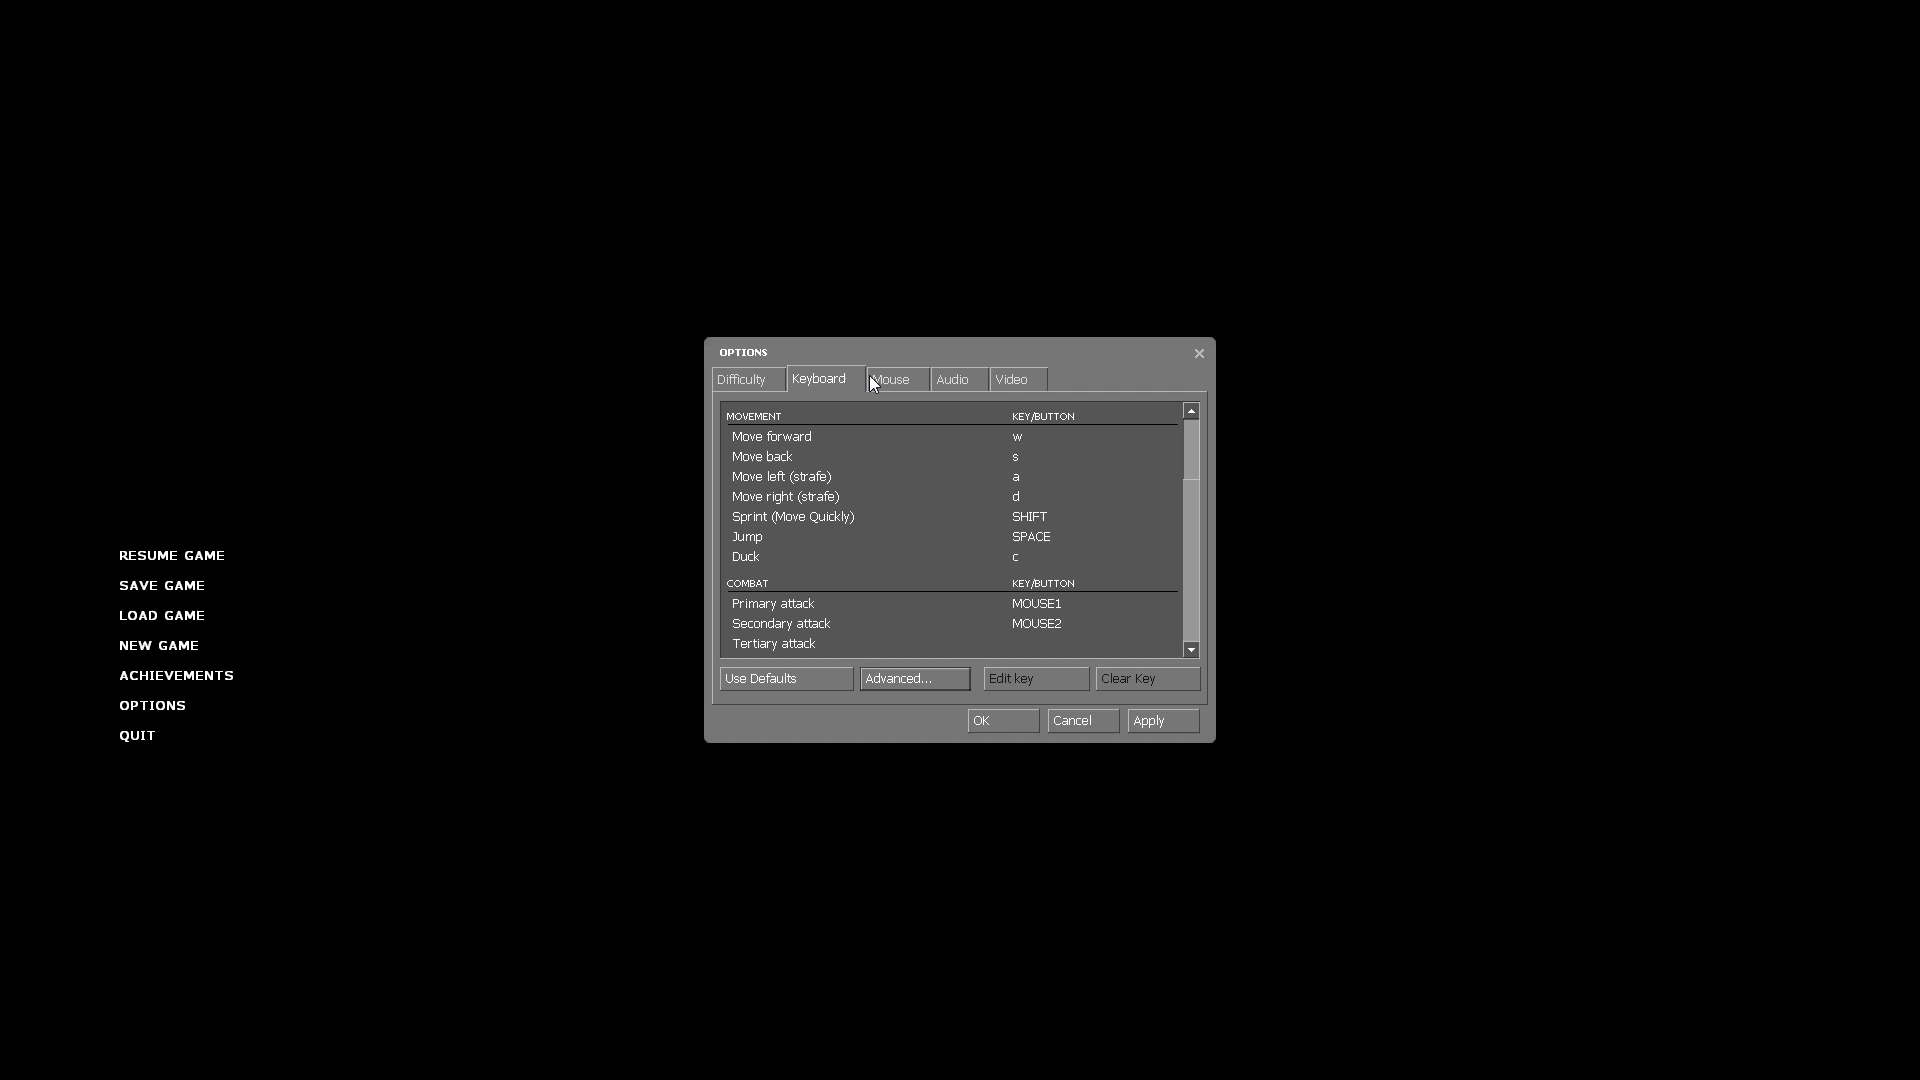 OPTIONS
Difficulty Keyboard Mouse Audio Video
MOVEMENT KEY/BUTTON
Move forward w
Move back s
Move left (strafe) a
Move right (strafe) d
Sprint (Move Quickly) SHIFT
Jump SPACE
Duck c
COMBAT KEY/BUTTON
Primary attack MOUSE1
Secondary attack MOUSE2
Tertiary attack
Use Defaults Advanced... Edit key Clear Key
OK Cancel Apply
RESUME GAME
SAVE GAME
LOAD GAME
NEW GAME
ACHIEVEMENTS
OPTIONS
QUIT